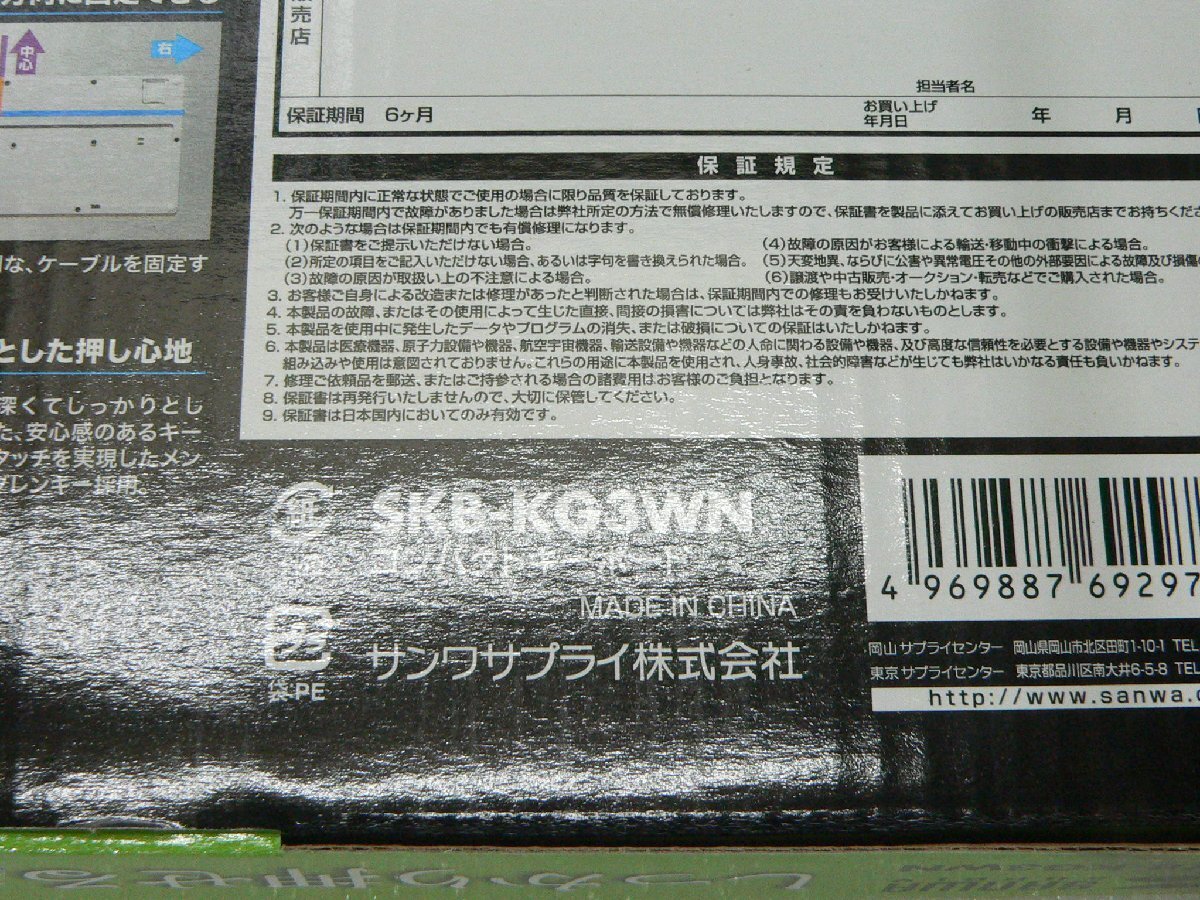 売
店
中心
右
担当者名
保証期間 6ヶ月
お買い上げ
年月日
年 月
保証規定
1. 保証期間内に正常な状態でご使用の場合に限り品質を保証しております。
万一保証期間内で故障がありました場合は弊社所定の方法で無償修理いたしますので、保証書を製品に添えてお買い上げの販売店までお持ちくださ
2. 次のような場合は保証期間内でも有償修理になります。
(1)保証書をご提示いただけない場合。
(2)所定の項目をご記入いただけない場合、あるいは字句を書き換えられた場合。
(3)故障の原因が取扱い上の不注意による場合。
(4)故障の原因がお客様による輸送・移動中の衝撃による場合。
(5)天変地異、ならびに公害や異常電圧その他の外部要因による故障及び損傷の
(6)譲渡や中古販売・オークション・転売などでご購入された場合。
3. お客様ご自身による改造または修理があったと判断された場合は、保証期間内での修理もお受けいたしかねます。
4. 本製品の故障、またはその使用によって生じた直接、間接の損害については弊社はその責を負わないものとします。
5. 本製品を使用中に発生したデータやプログラムの消失、または破損についての保証はいたしかねます。
6. 本製品は医療機器、原子力設備や機器、航空宇宙機器、輸送設備や機器などの人命に関わる設備や機器、及び高度な信頼性を必要とする設備や機器やシステ
組み込みや使用は意図されておりません。これらの用途に本製品を使用され、人身事故、社会的障害などが生じても弊社はいかなる責任も負いかねます。
7. 修理ご依頼品を郵送、またはご持参される場合の諸費用はお客様のご負担となります。
8. 保証書は再発行いたしませんので、大切に保管してください。
9. 保証書は日本国内においてのみ有効です。
な、ケーブルを固定す
とした押し心地
深くてしっかりとし
た、安心感のあるキー
タッチを実現したメン
ブレンキー採用。
証
SKB-KG3WN
コンパクトキーボード
MADE IN CHINA
サンワサプライ株式会社
袋:PE
4 969887 69297
岡山サプライセンター 岡山県岡山市北区田町1-10-1 TEL
東京サプライセンター 東京都品川区南大井6-5-8 TEL
http://www.sanwa.c
しっかり押せる